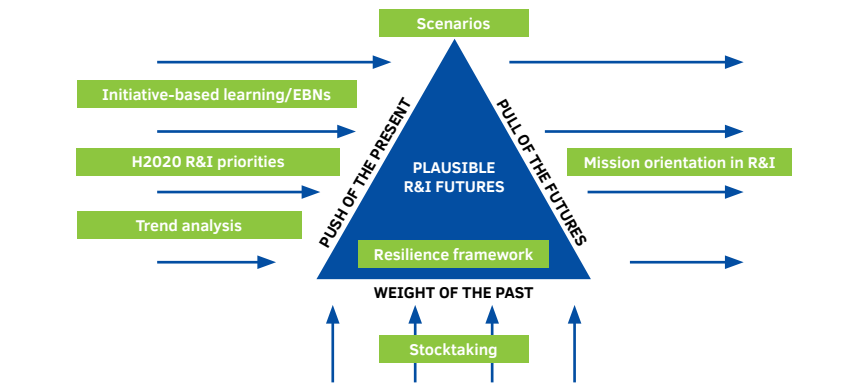 Scenarios
Initiative-based learning/EBNs
PUSH OF THE PRESENT
PULL OF THE FUTURES
H2020 R&I priorities
PLAUSIBLE
R&I FUTURES
Mission orientation in R&I
Trend analysis
Resilience framework
WEIGHT OF THE PAST
Stocktaking